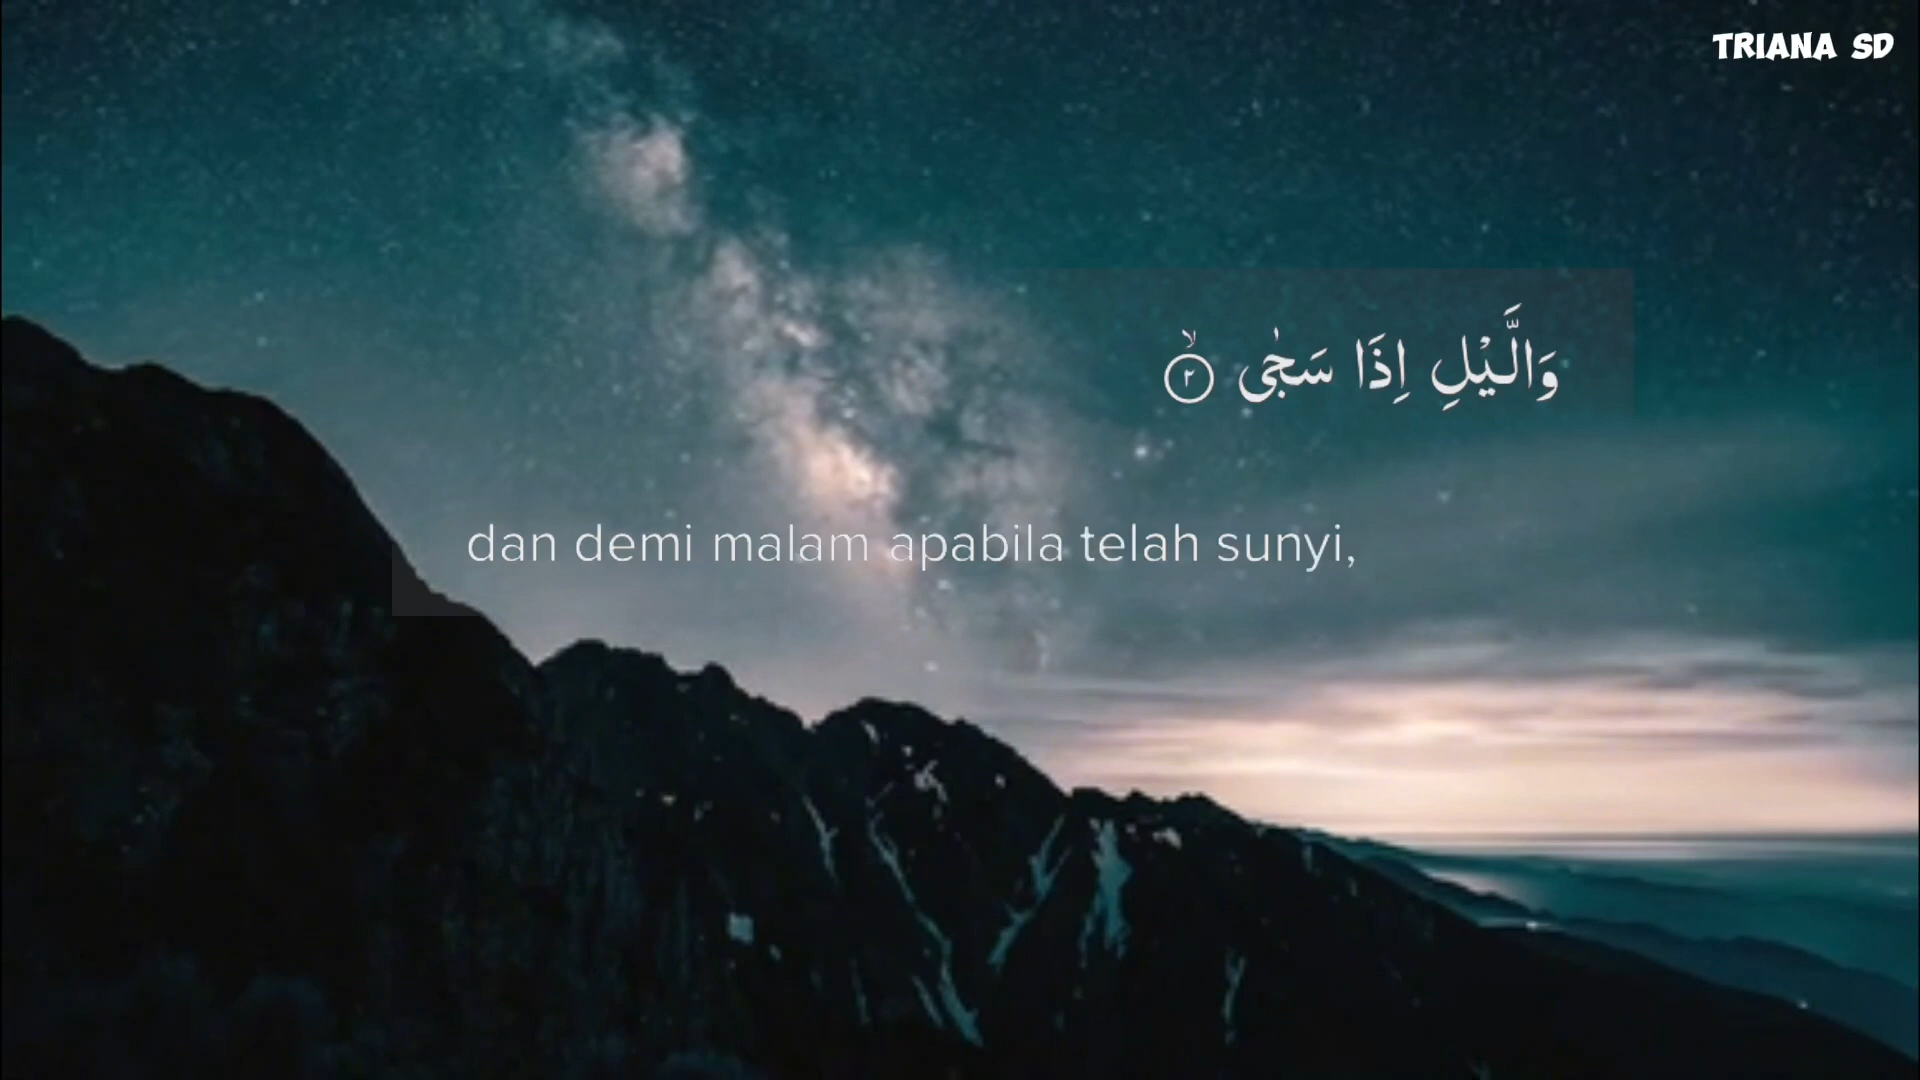 TRIANA SD
وَالَّيْلِ اِذَا سَجٰىۙ ٢
dan demi malam apabila telah sunyi,